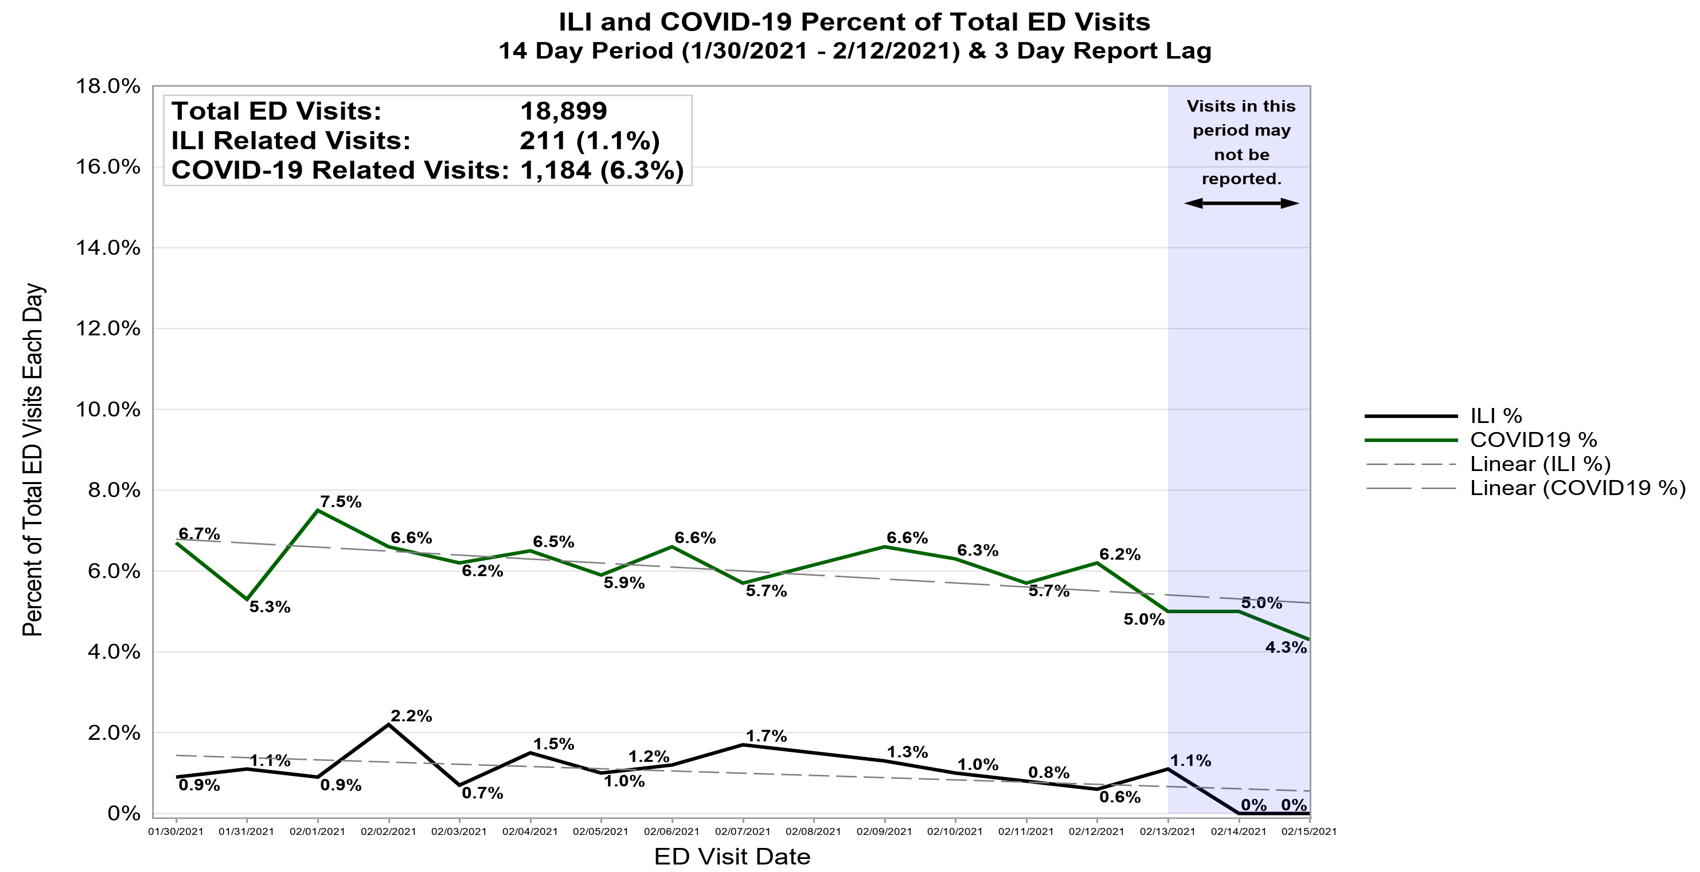 ILI and COVID-19 Percent of Total ED Visits
14 Day Period (1/30/2021 - 2/12/2021) & 3 Day Report Lag
Total ED Visits: 18,899
ILI Related Visits: 211 (1.1%)
COVID-19 Related Visits: 1,184 (6.3%)
Visits in this
period may
not be
reported.
Percent of Total ED Visits Each Day
18.0%
16.0%
14.0%
12.0%
10.0%
8.0%
6.0%
4.0%
2.0%
0%
6.7%
5.3%
7.5%
6.6%
6.2%
6.5%
5.9%
6.6%
5.7%
6.6%
6.3%
5.7%
6.2%
5.0%
5.0%
4.3%
0.9%
1.1%
0.9%
2.2%
0.7%
1.5%
1.0%
1.2%
1.7%
1.3%
1.0%
0.8%
0.6%
1.1%
0%
0%
01/30/2021 01/31/2021 02/01/2021 02/02/2021 02/03/2021 02/04/2021 02/05/2021 02/06/2021 02/07/2021 02/08/2021 02/09/2021 02/10/2021 02/11/2021 02/12/2021 02/13/2021 02/14/2021 02/15/2021
ED Visit Date
ILI %
COVID19 %
Linear (ILI %)
Linear (COVID19 %)